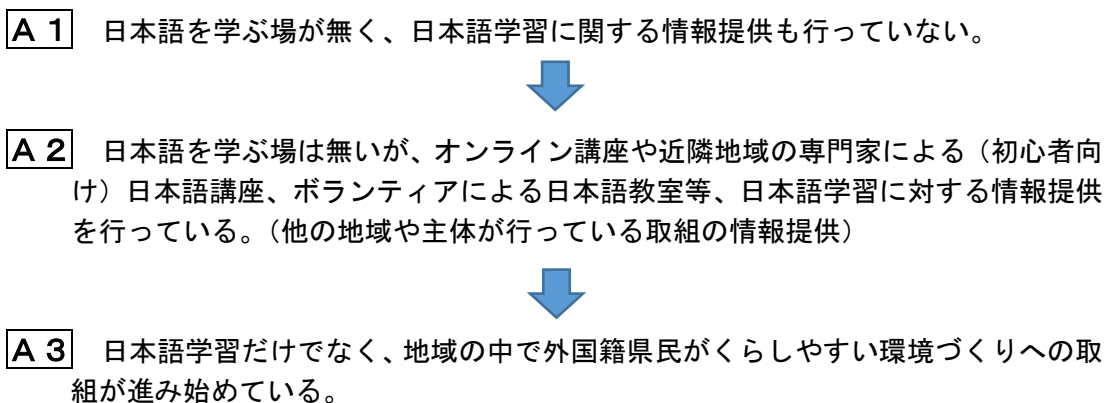 A1 日本語を学ぶ場が無く、日本語学習に関する情報提供も行っていない。
A2 日本語を学ぶ場は無いが、オンライン講座や近隣地域の専門家による（初心者向
け）日本語講座、ボランティアによる日本語教室等、日本語学習に対する情報提供
を行っている。（他の地域や主体が行っている取組の情報提供）
A3 日本語学習だけでなく、地域の中で外国籍県民がくらしやすい環境づくりへの取
組が進み始めている。